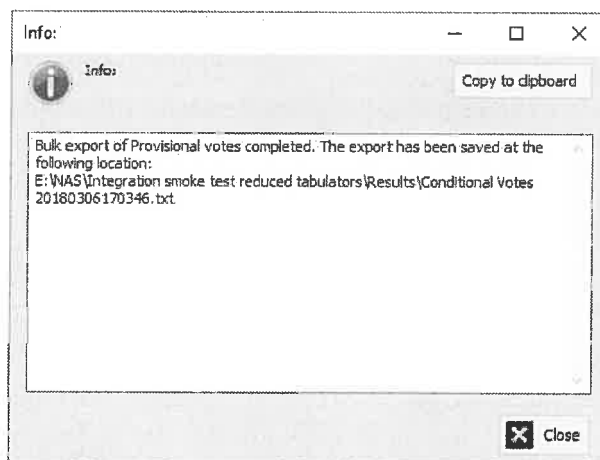 Info:
Info:
Copy to clipboard
Bulk export of Provisional votes completed. The export has been saved at the
following location:
E:\NAS\Integration smoke test reduced tabulators\Results\Conditional Votes
20180306170346.txt
Close